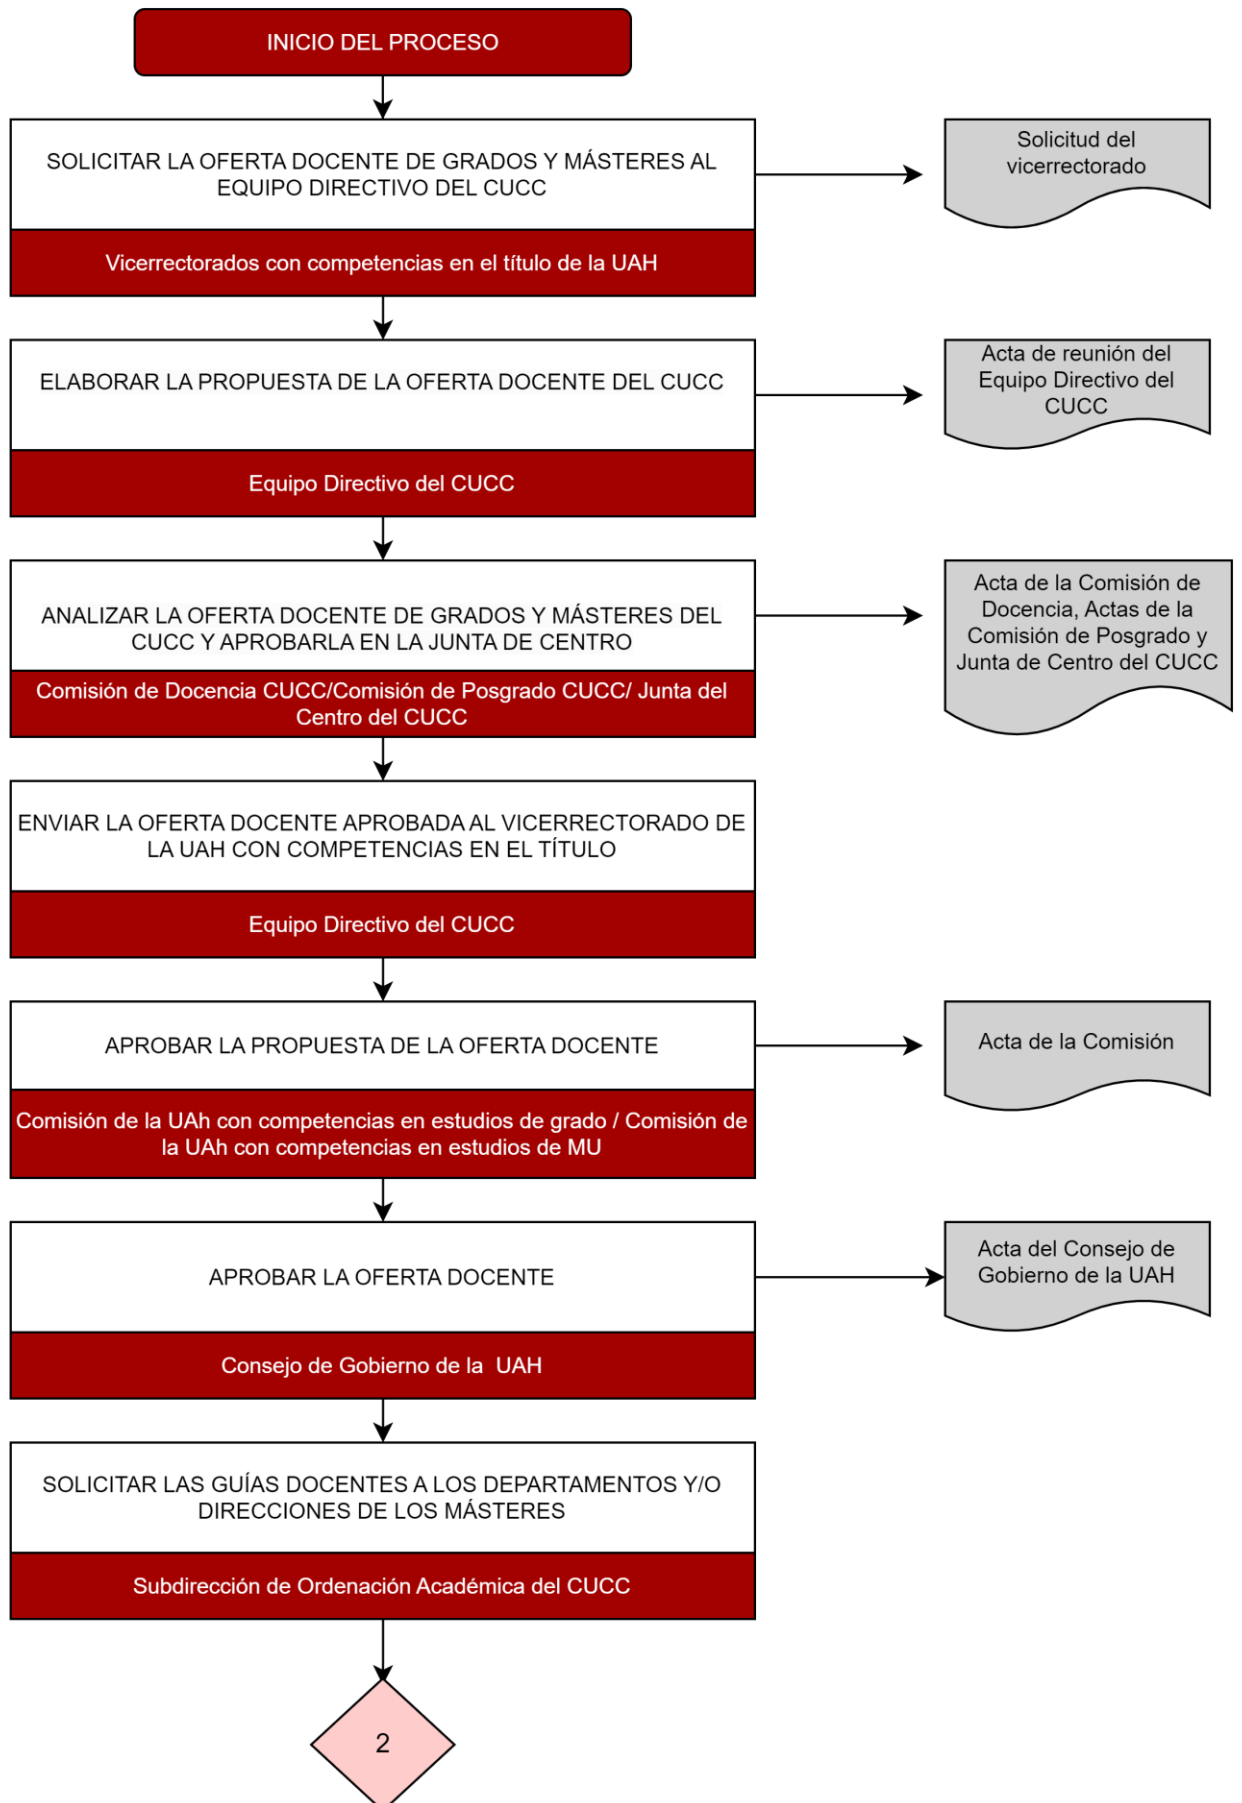 INICIO DEL PROCESO
SOLICITAR LA OFERTA DOCENTE DE GRADOS Y MÁSTERES AL
EQUIPO DIRECTIVO DEL CUCC
Vicerrectorados con competencias en el título de la UAH
Solicitud del
vicerrectorado
ELABORAR LA PROPUESTA DE LA OFERTA DOCENTE DEL CUCC
Equipo Directivo del CUCC
Acta de reunión del
Equipo Directivo del
CUCC
ANALIZAR LA OFERTA DOCENTE DE GRADOS Y MÁSTERES DEL
CUCC Y APROBARLA EN LA JUNTA DE CENTRO
Comisión de Docencia CUCC/Comisión de Posgrado CUCC/ Junta del
Centro del CUCC
Acta de la Comisión de
Docencia, Actas de la
Comisión de Posgrado y
Junta de Centro del CUCC
ENVIAR LA OFERTA DOCENTE APROBADA AL VICERRECTORADO DE
LA UAH CON COMPETENCIAS EN EL TÍTULO
Equipo Directivo del CUCC
APROBAR LA PROPUESTA DE LA OFERTA DOCENTE
Comisión de la UAh con competencias en estudios de grado / Comisión de
la UAh con competencias en estudios de MU
Acta de la Comisión
APROBAR LA OFERTA DOCENTE
Consejo de Gobierno de la  UAH
Acta del Consejo de
Gobierno de la UAH
SOLICITAR LAS GUÍAS DOCENTES A LOS DEPARTAMENTOS Y/O
DIRECCIONES DE LOS MÁSTERES
Subdirección de Ordenación Académica del CUCC
2